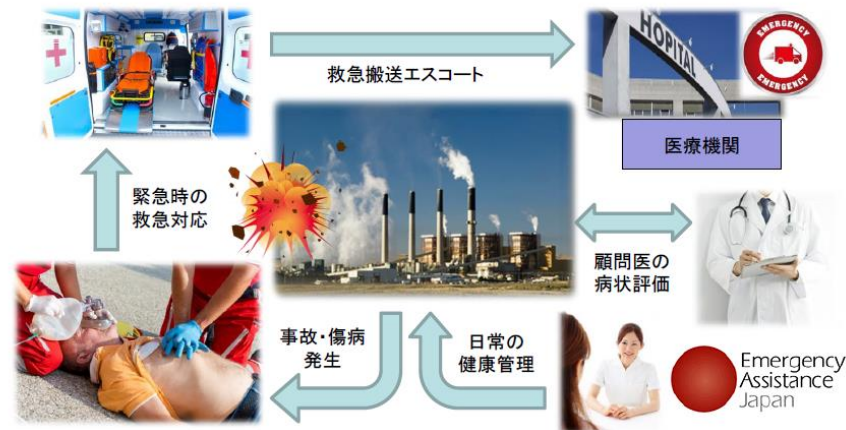 HOPITAL
EMERGENCY
EMERGENCY
救急搬送エスコート
医療機関
緊急時の
救急対応
顧問医の
病状評価
事故・傷病
発生
日常の
健康管理
Emergency
Assistance
Japan